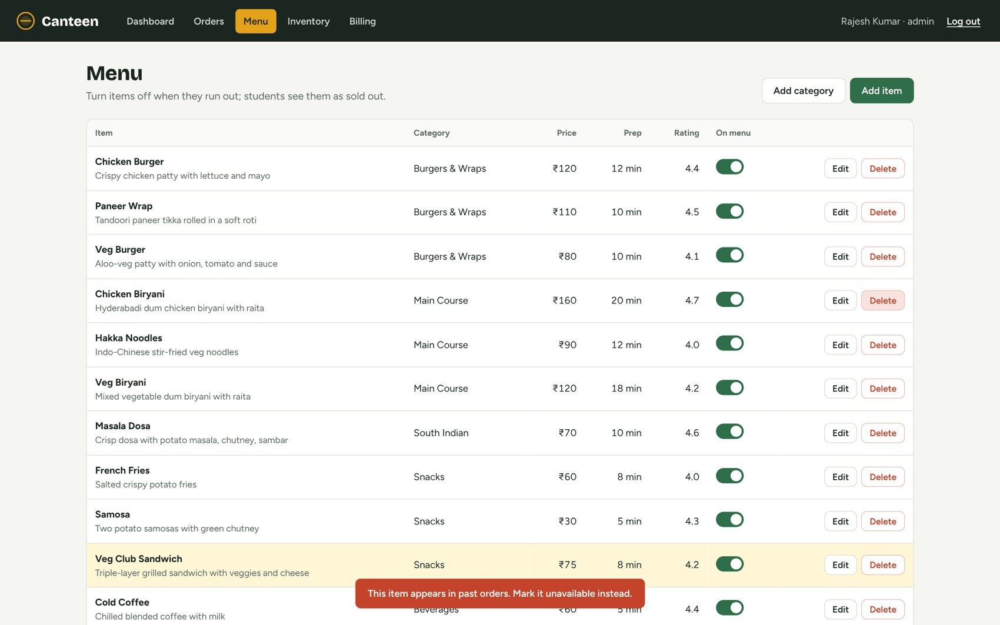 Canteen Dashboard Orders Menu Inventory Billing Rajesh Kumar · admin Log out
Menu
Turn items off when they run out; students see them as sold out.
Add category Add item
Item Category Price Prep Rating On menu
Chicken Burger
Crispy chicken patty with lettuce and mayo
Burgers & Wraps ₹120 12 min 4.4 Edit Delete
Paneer Wrap
Tandoori paneer tikka rolled in a soft roti
Burgers & Wraps ₹110 10 min 4.5 Edit Delete
Veg Burger
Aloo-veg patty with onion, tomato and sauce
Burgers & Wraps ₹80 10 min 4.1 Edit Delete
Chicken Biryani
Hyderabadi dum chicken biryani with raita
Main Course ₹160 20 min 4.7 Edit Delete
Hakka Noodles
Indo-Chinese stir-fried veg noodles
Main Course ₹90 12 min 4.0 Edit Delete
Veg Biryani
Mixed vegetable dum biryani with raita
Main Course ₹120 18 min 4.2 Edit Delete
Masala Dosa
Crisp dosa with potato masala, chutney, sambar
South Indian ₹70 10 min 4.6 Edit Delete
French Fries
Salted crispy potato fries
Snacks ₹60 8 min 4.0 Edit Delete
Samosa
Two potato samosas with green chutney
Snacks ₹30 5 min 4.3 Edit Delete
Veg Club Sandwich
Triple-layer grilled sandwich with veggies and cheese
Snacks ₹75 8 min 4.2 Edit Delete
This item appears in past orders. Mark it unavailable instead.
Cold Coffee
Chilled blended coffee with milk
Beverages ₹60 5 min 4.4 Edit Delete